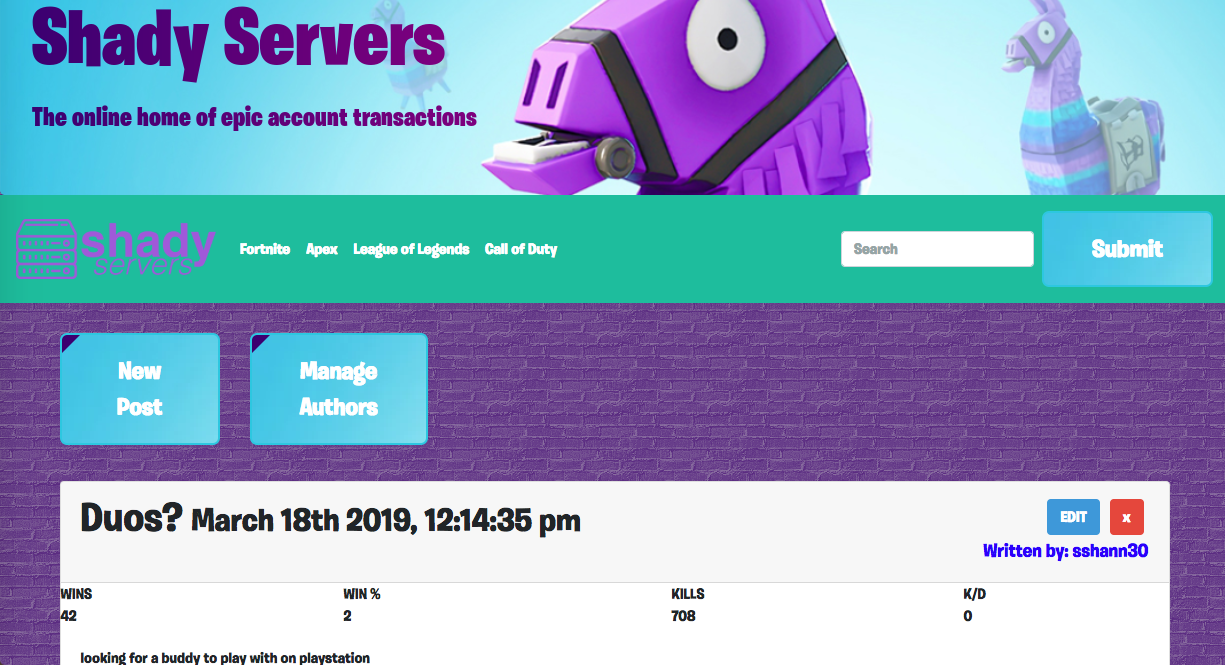 Shady Servers
The online home of epic account transactions
shady
servers
Fortnite Apex League of Legends Call of Duty
Search
Submit
New
Post
Manage
Authors
Duos? March 18th 2019, 12:14:35 pm
EDIT x
Written by: sshann30
WINS WIN % KILLS K/D
42 2 708 0
looking for a buddy to play with on playstation